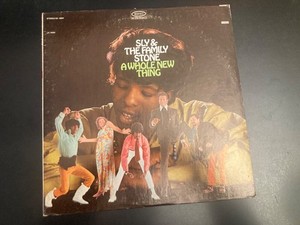 SLY &
THE FAMILY
STONE
A WHOLE NEW
THING